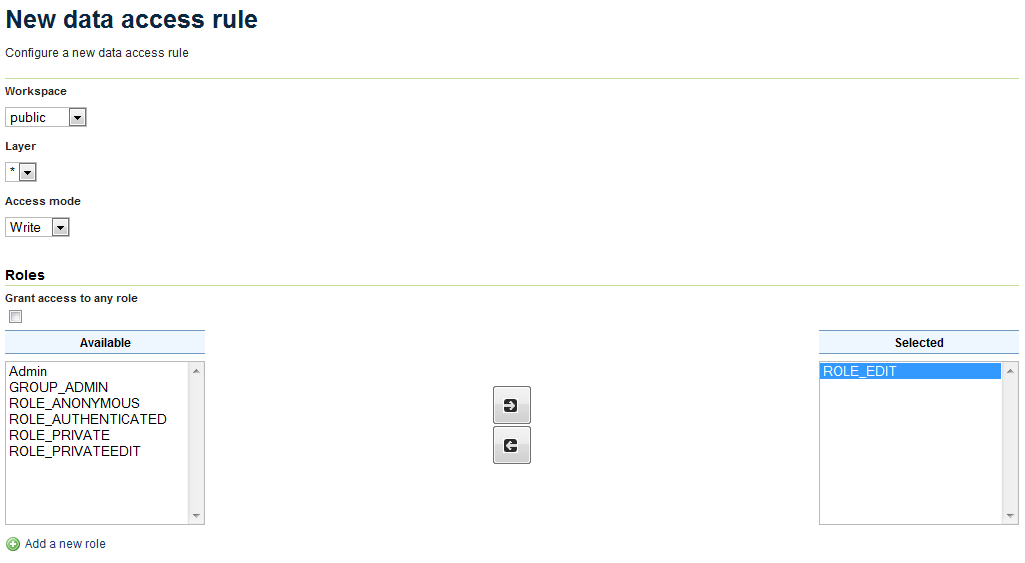 New data access rule
Configure a new data access rule
Workspace
public
Layer
*
Access mode
Write
Roles
Grant access to any role
Available
Selected
Admin
GROUP_ADMIN
ROLE_ANONYMOUS
ROLE_AUTHENTICATED
ROLE_PRIVATE
ROLE_PRIVATEEDIT
ROLE_EDIT
Add a new role